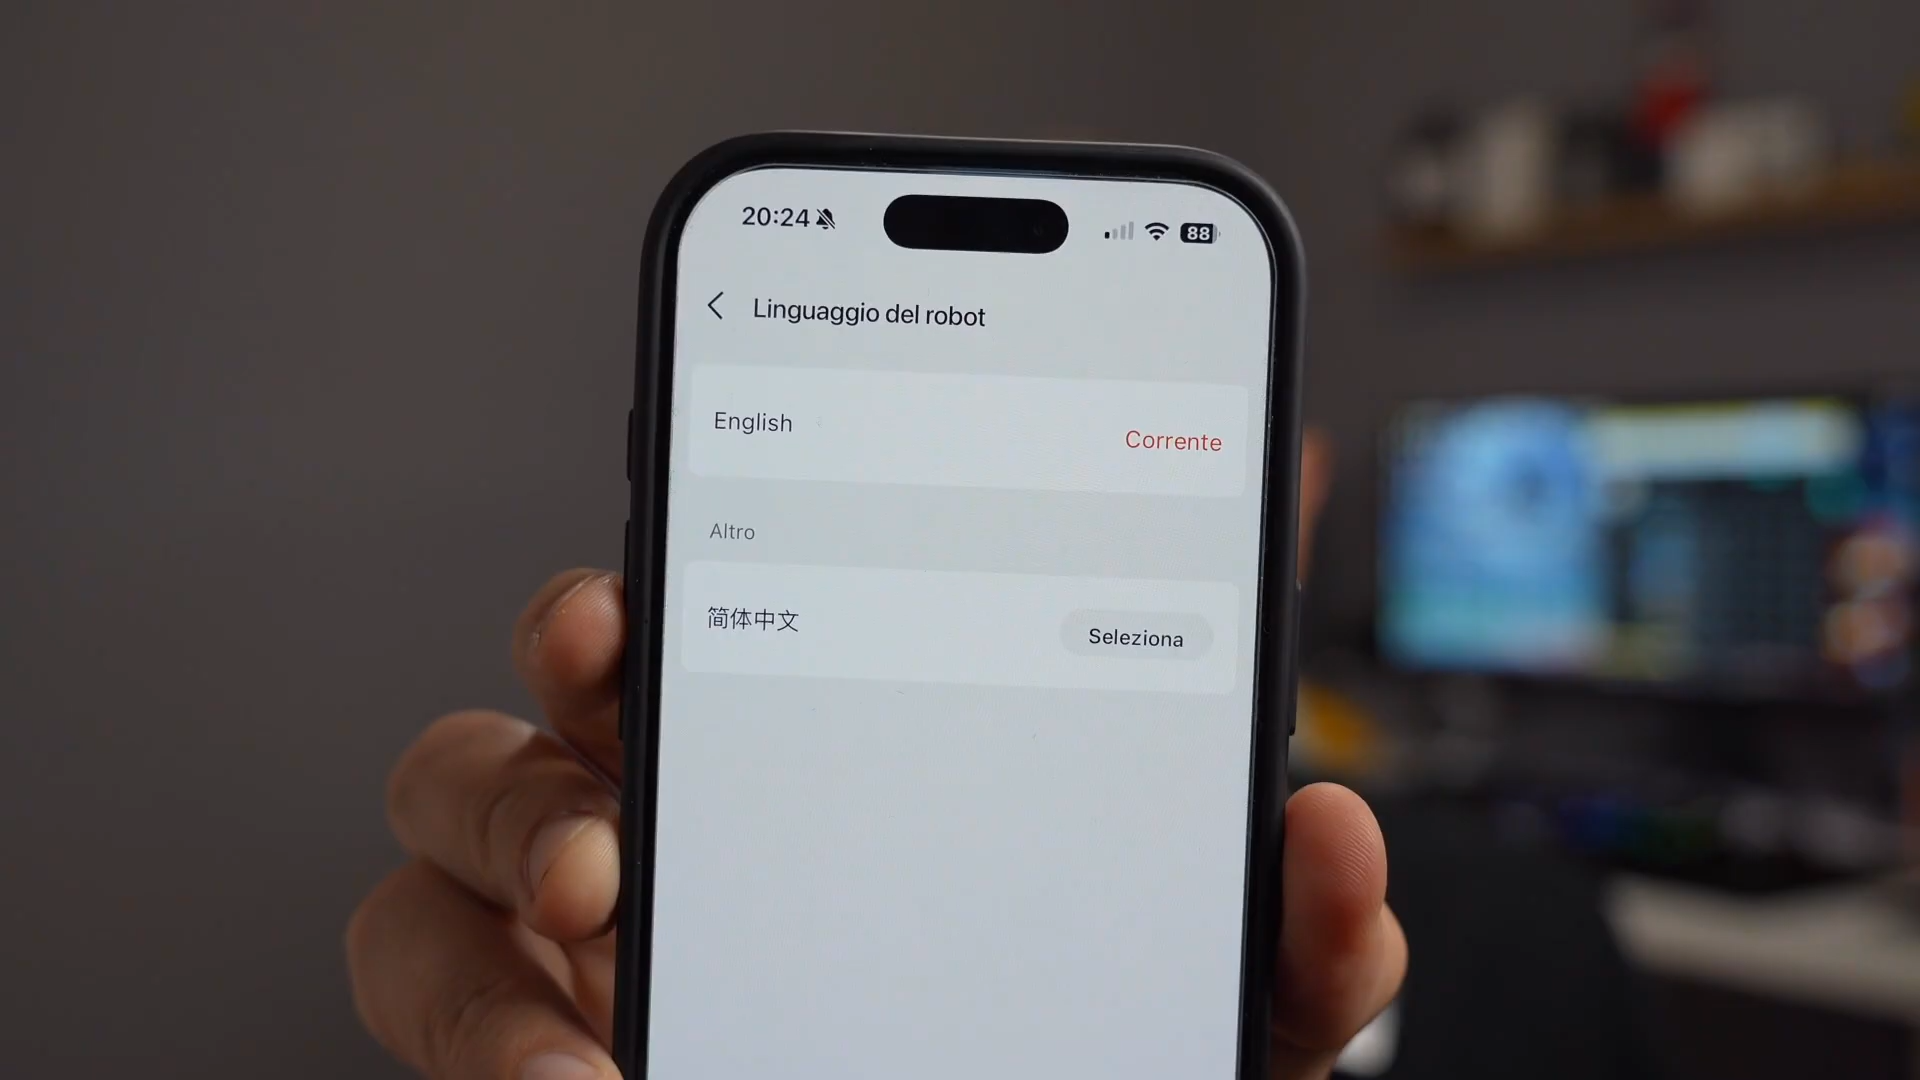 20:24
88
Linguaggio del robot
English
Corrente
Altro
简体中文
Seleziona